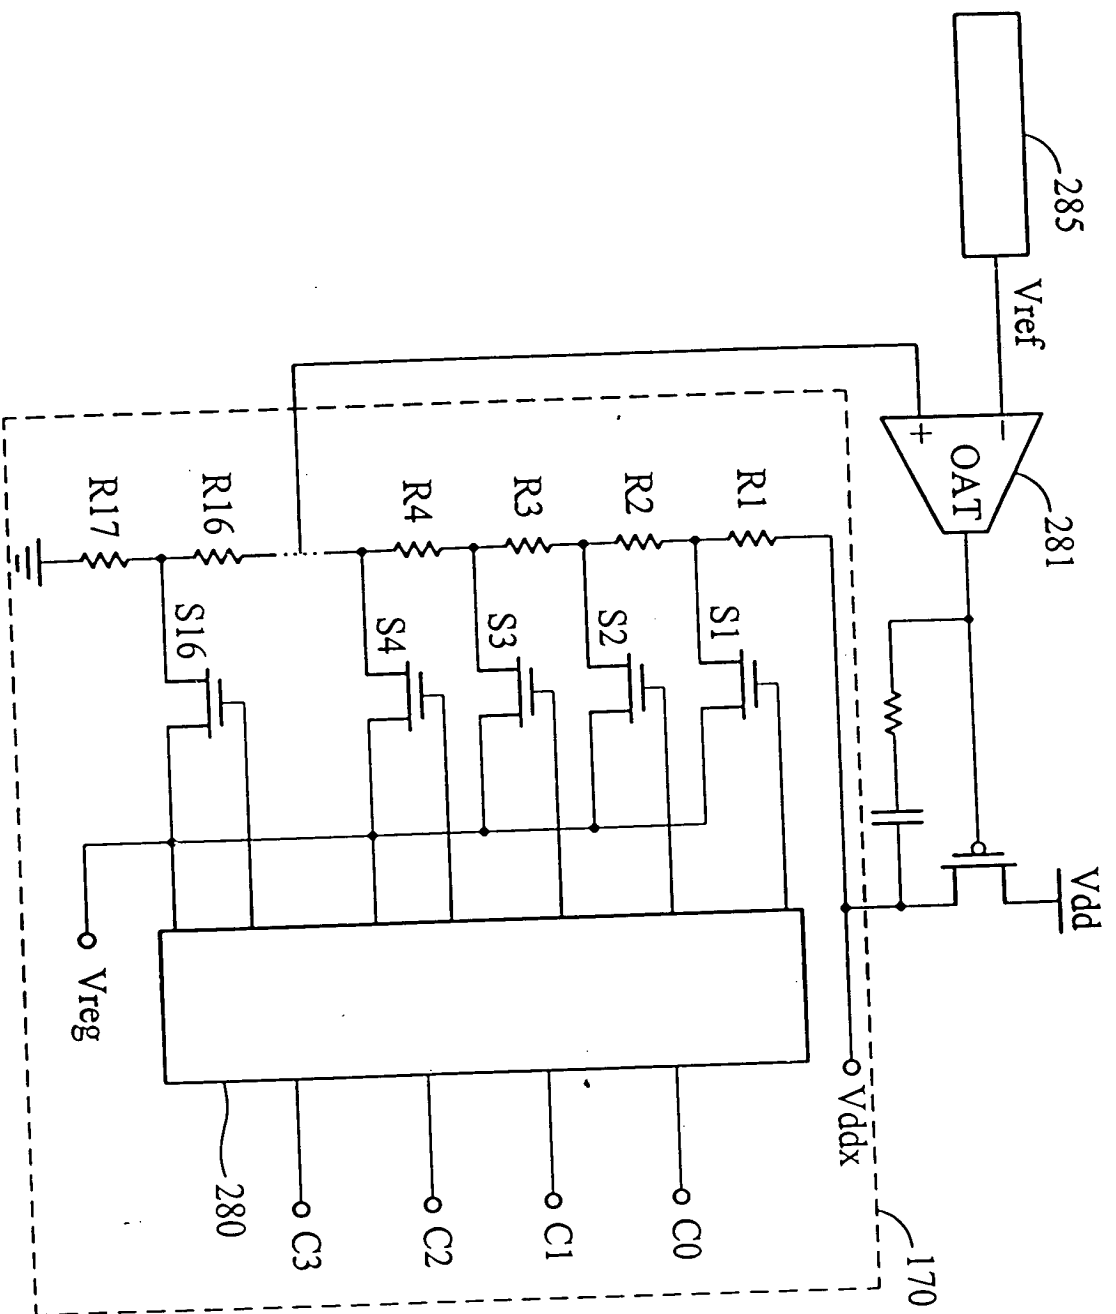 285
Vref
−
+
OAT
281
Vdd
R1
R2
R3
R4
R16
R17
S1
S2
S3
S4
S16
Vddx
Vreg
C0
C1
C2
C3
280
170